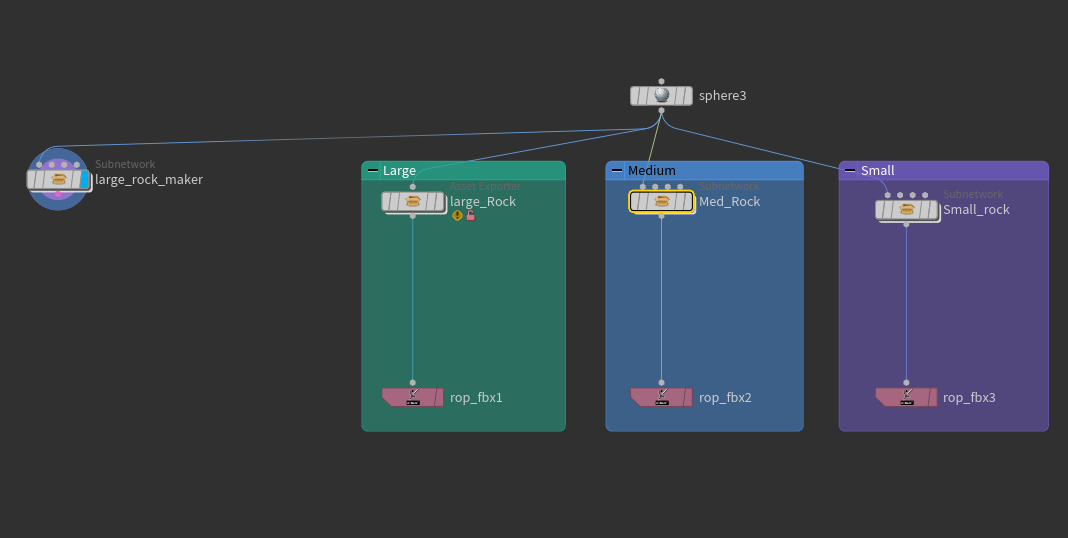 sphere3
Subnetwork
large_rock_maker
Large
Asset Exporter
large_Rock
rop_fbx1
Medium
Subnetwork
Med_Rock
rop_fbx2
Small
Subnetwork
Small_rock
rop_fbx3